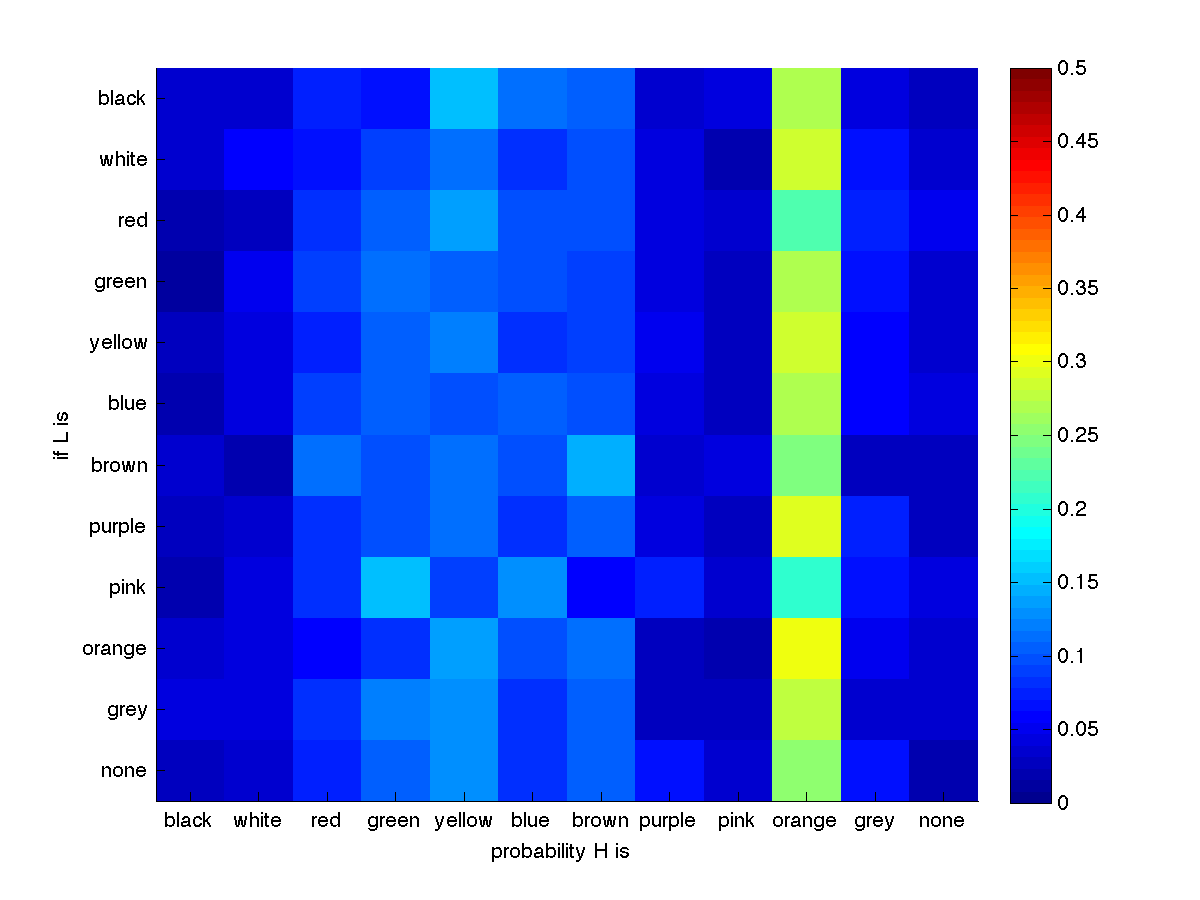 black
white
red
green
yellow
blue
brown
purple
pink
orange
grey
none
if L is
black white red green yellow blue brown purple pink orange grey none
probability H is
0.5
0.45
0.4
0.35
0.3
0.25
0.2
0.15
0.1
0.05
0